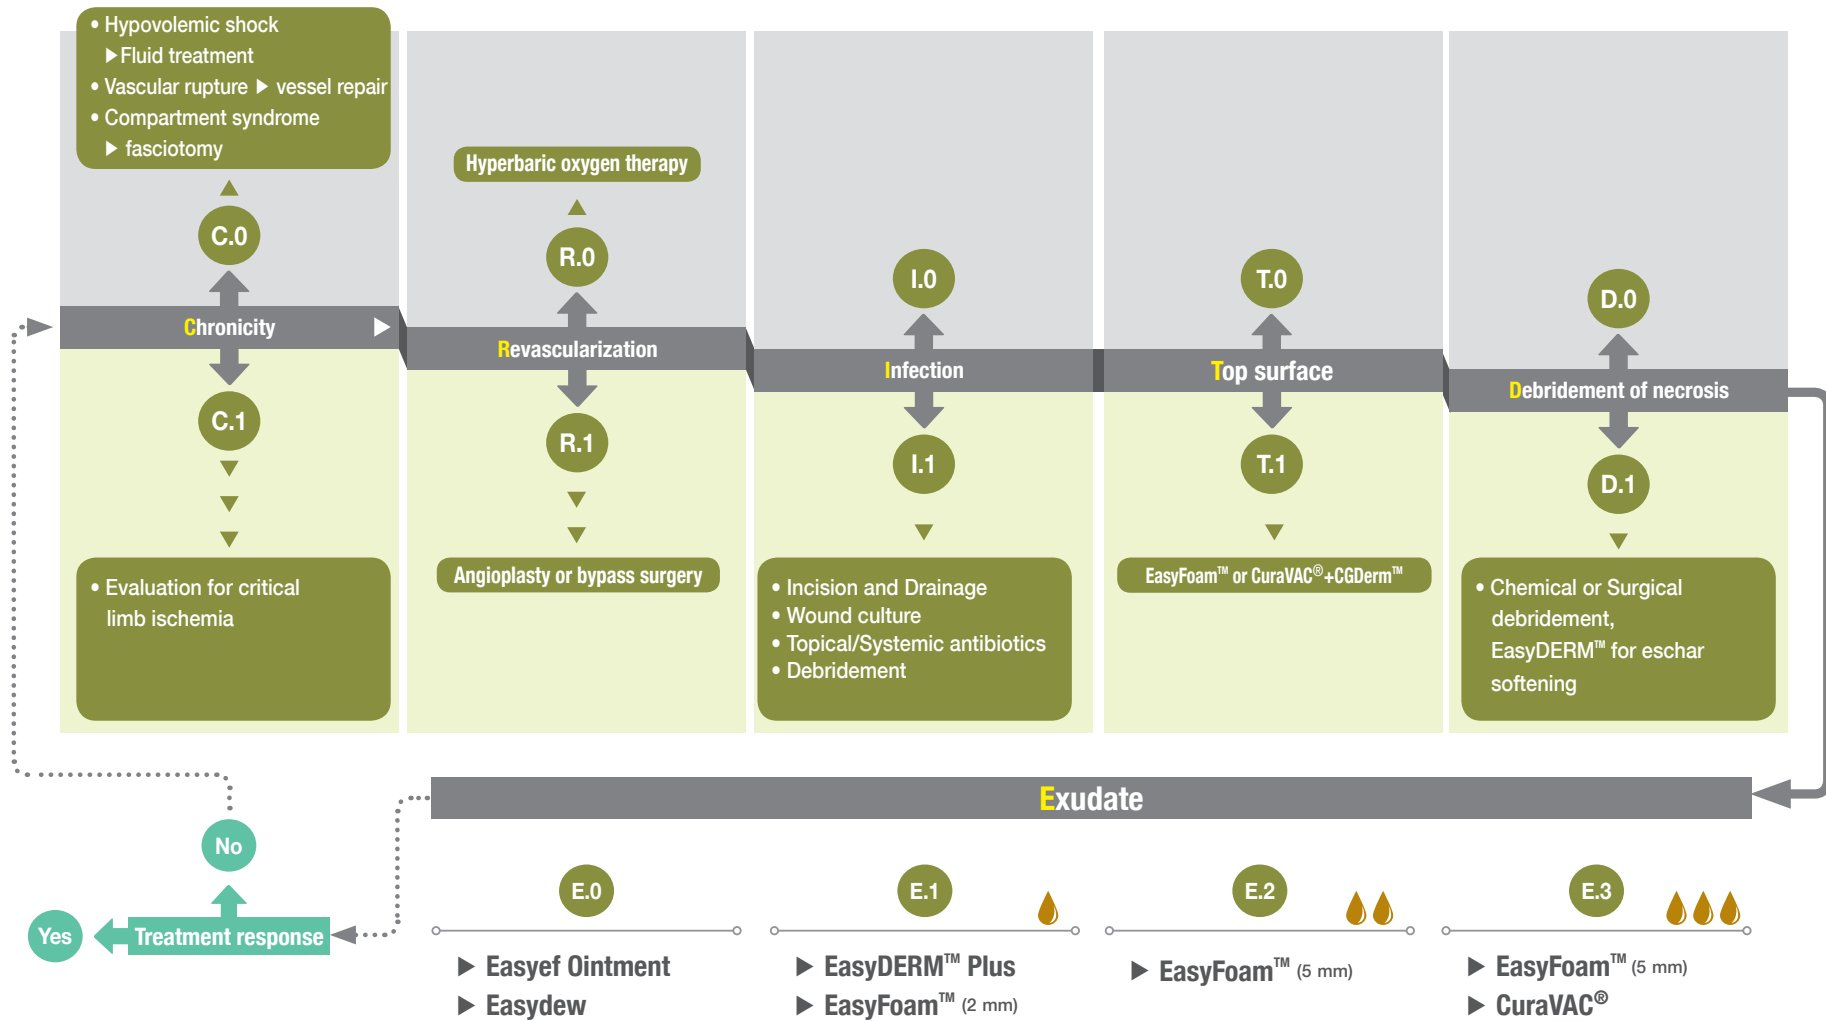 • Hypovolemic shock
▶Fluid treatment
• Vascular rupture ▶ vessel repair
• Compartment syndrome
▶ fasciotomy
C.0
Chronicity ▶
C.1
• Evaluation for critical
limb ischemia
Hyperbaric oxygen therapy
R.0
Revascularization
R.1
Angioplasty or bypass surgery
I.0
Infection
I.1
• Incision and Drainage
• Wound culture
• Topical/Systemic antibiotics
• Debridement
T.0
Top surface
T.1
EasyFoam™ or CuraVAC®+CGDerm™
D.0
Debridement of necrosis
D.1
• Chemical or Surgical
debridement,
EasyDERM™ for eschar
softening
Exudate
E.0
▶ Easyef Ointment
▶ Easydew
E.1
▶ EasyDERM™ Plus
▶ EasyFoam™ (2 mm)
E.2
▶ EasyFoam™ (5 mm)
E.3
▶ EasyFoam™ (5 mm)
▶ CuraVAC®
No
Yes
Treatment response